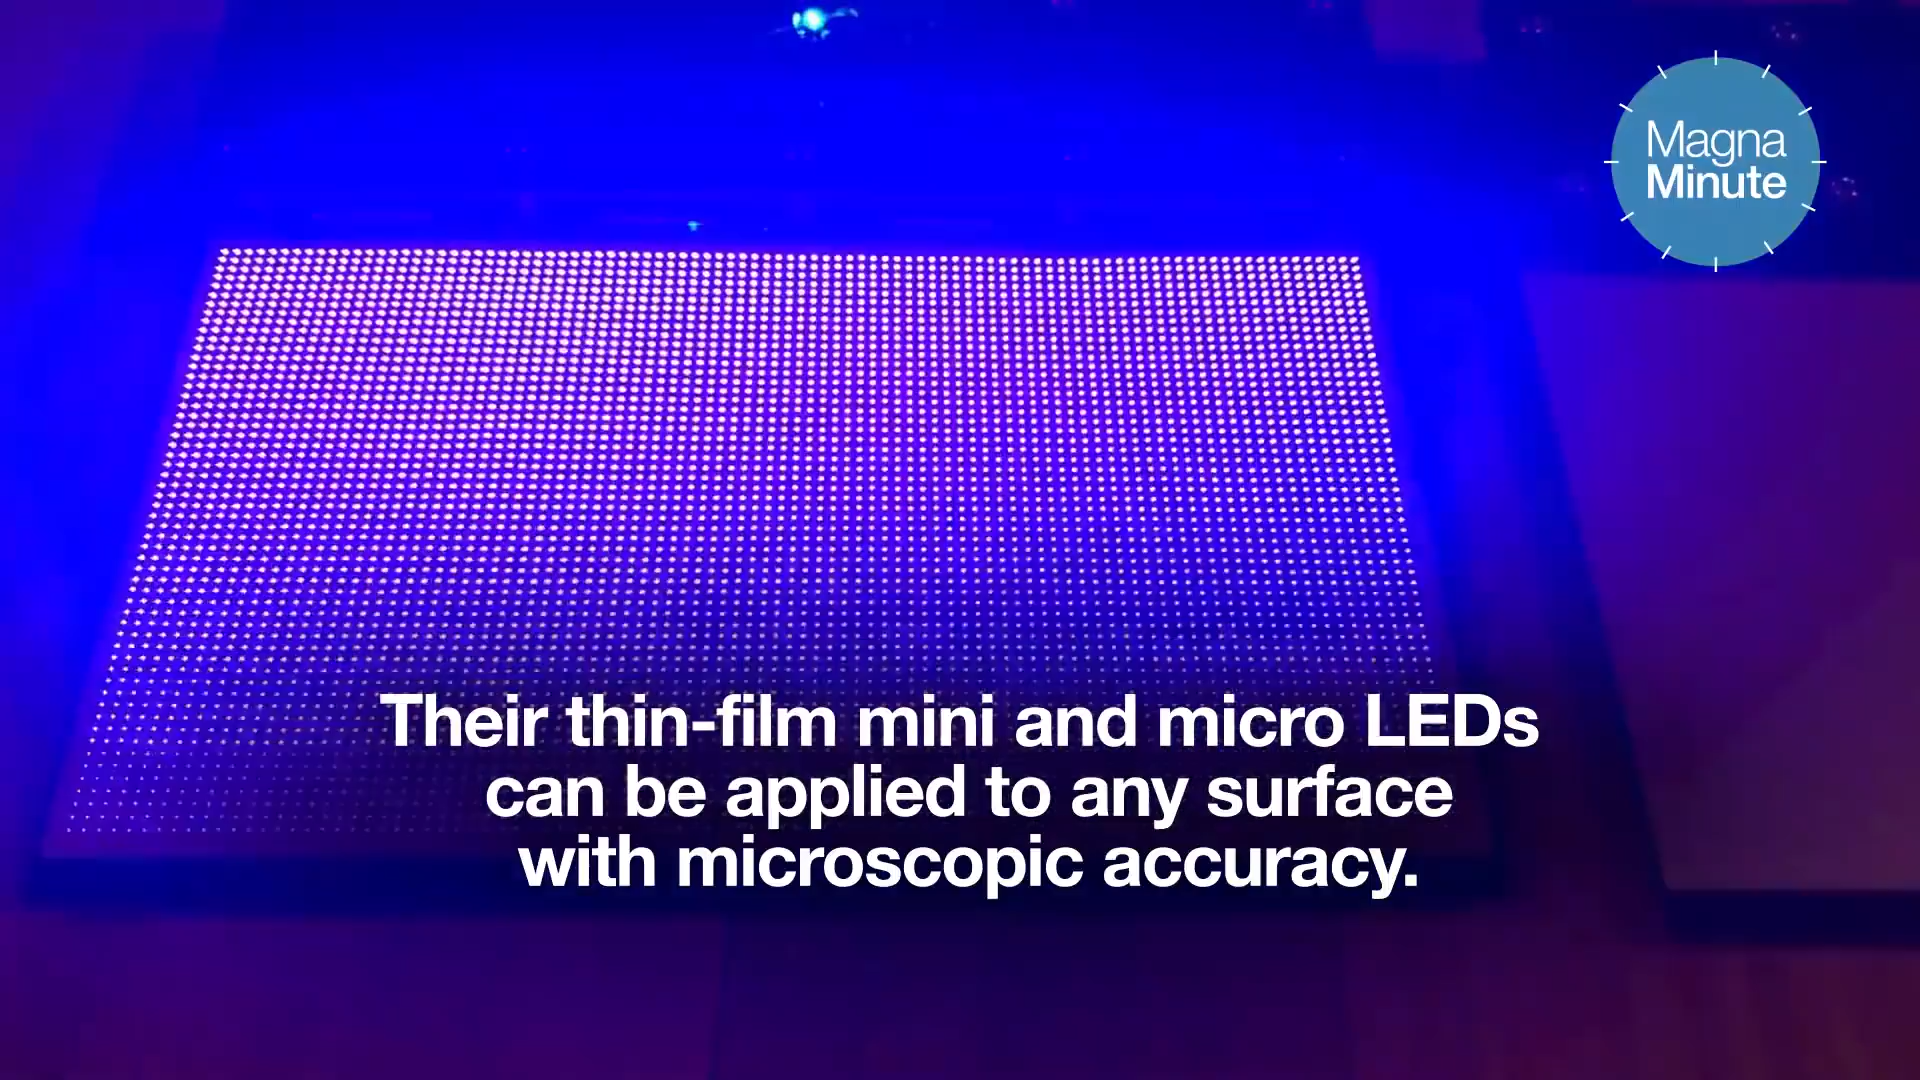 Magna
Minute
Their thin-film mini and micro LEDs
can be applied to any surface
with microscopic accuracy.